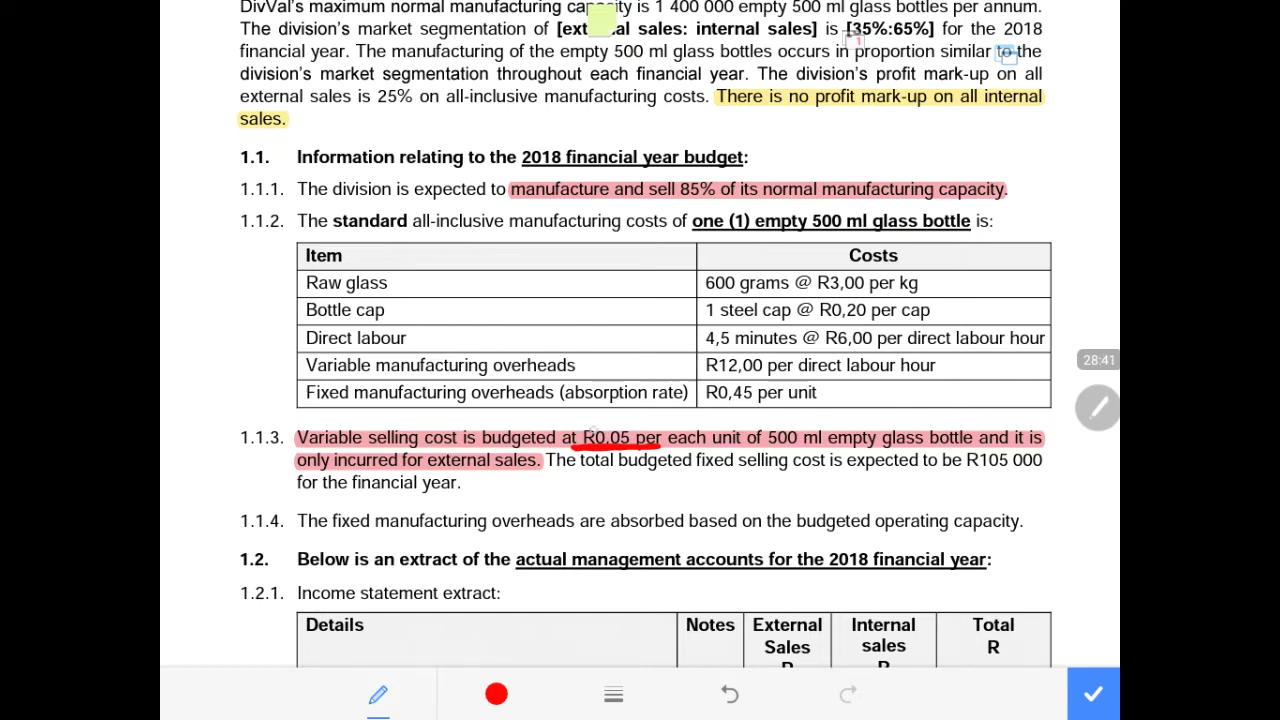 DivVal's maximum normal manufacturing capacity is 1 400 000 empty 500 ml glass bottles per annum.
The division's market segmentation of [external sales: internal sales] is [35%:65%] for the 2018
financial year. The manufacturing of the empty 500 ml glass bottles occurs in proportion similar to the
division's market segmentation throughout each financial year. The division's profit mark-up on all
external sales is 25% on all-inclusive manufacturing costs. There is no profit mark-up on all internal
sales.
1.1. Information relating to the 2018 financial year budget:
1.1.1. The division is expected to manufacture and sell 85% of its normal manufacturing capacity.
1.1.2. The standard all-inclusive manufacturing costs of one (1) empty 500 ml glass bottle is:
Item Costs
Raw glass 600 grams @ R3,00 per kg
Bottle cap 1 steel cap @ R0,20 per cap
Direct labour 4,5 minutes @ R6,00 per direct labour hour
Variable manufacturing overheads R12,00 per direct labour hour
Fixed manufacturing overheads (absorption rate) R0,45 per unit
28:41
1.1.3. Variable selling cost is budgeted at R0,05 per each unit of 500 ml empty glass bottle and it is
only incurred for external sales. The total budgeted fixed selling cost is expected to be R105 000
for the financial year.
1.1.4. The fixed manufacturing overheads are absorbed based on the budgeted operating capacity.
1.2. Below is an extract of the actual management accounts for the 2018 financial year:
1.2.1. Income statement extract:
Details Notes External Internal Total
Sales sales R